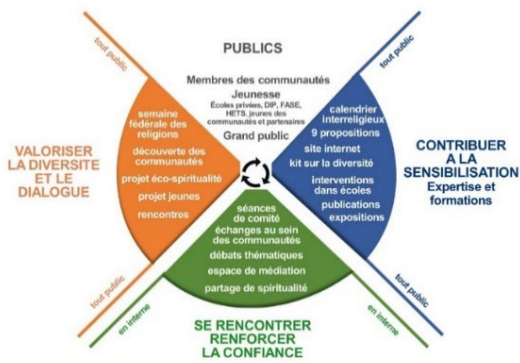 PUBLICS
Membres des communautés
Jeunesse
Écoles privées, DIP, FASE,
HETS, jeunes des
communautés et partenaires
Grand public
tout public
VALORISER
LA DIVERSITE
ET LE
DIALOGUE
semaine
fédérale des
religions
découverte des
communautés
projet éco-spiritualité
projet jeunes
rencontres
tout public
tout public
calendrier
interreligieux
9 propositions
site internet
kit sur la diversité
interventions
dans écoles
publications
expositions
CONTRIBUER
A LA
SENSIBILISATION
Expertise et
formations
tout public
en interne
séances
de comité
échanges au sein
des communautés
débats thématiques
espace de médiation
partage de spiritualité
en interne
SE RENCONTRER
RENFORCER
LA CONFIANCE